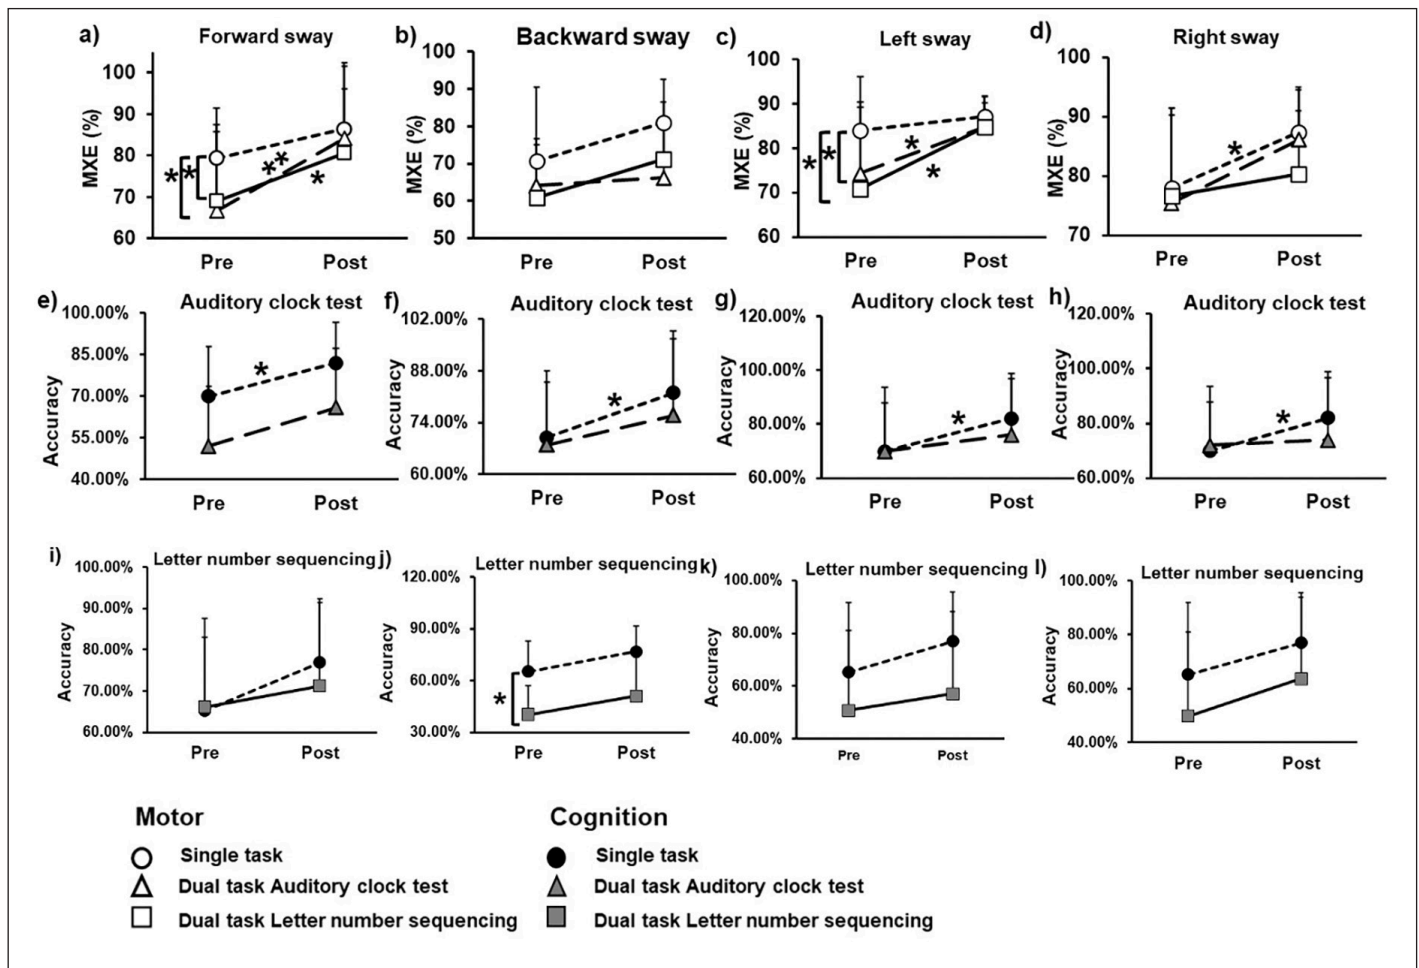 a) Forward sway
MXE (%)
100
90
80
70
60
* *
**
*
Pre Post
b) Backward sway
MXE (%)
100
90
80
70
60
50
Pre Post
c) Left sway
MXE (%)
100
90
80
70
60
* *
*
*
Pre Post
d) Right sway
MXE (%)
100
90
80
70
*
Pre Post
e) Auditory clock test
Accuracy
100.00%
85.00%
70.00%
55.00%
40.00%
*
Pre Post
f) Auditory clock test
Accuracy
102.00%
88.00%
74.00%
60.00%
*
Pre Post
g) Auditory clock test
Accuracy
120.00%
100.00%
80.00%
60.00%
*
Pre Post
h) Auditory clock test
Accuracy
120.00%
100.00%
80.00%
60.00%
*
Pre Post
i) Letter number sequencing
Accuracy
100.00%
90.00%
80.00%
70.00%
60.00%
Pre Post
j) Letter number sequencing
Accuracy
120.00%
90.00%
60.00%
30.00%
*
Pre Post
k) Letter number sequencing
Accuracy
100.00%
80.00%
60.00%
40.00%
Pre Post
l) Letter number sequencing
Accuracy
100.00%
80.00%
60.00%
40.00%
Pre Post
Motor
Single task
Dual task Auditory clock test
Dual task Letter number sequencing
Cognition
Single task
Dual task Auditory clock test
Dual task Letter number sequencing